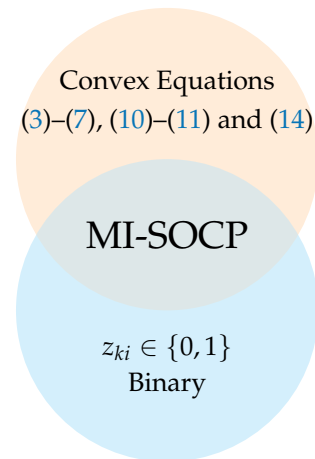 Convex Equations
(3)–(7), (10)–(11) and (14)
MI-SOCP
z_{ki} ∈ {0, 1}
Binary